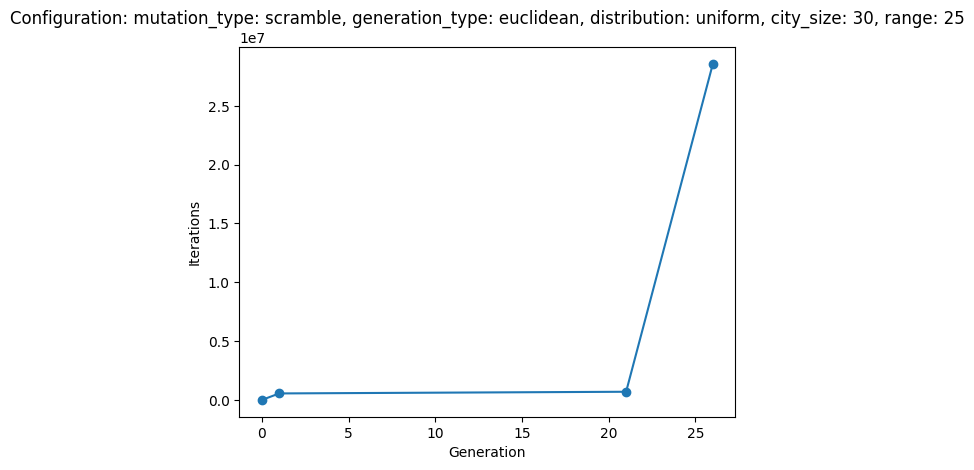 Configuration: mutation_type: scramble, generation_type: euclidean, distribution: uniform, city_size: 30, range: 25
1e7
2.5
2.0
1.5
1.0
0.5
0.0
Iterations
0 5 10 15 20 25
Generation